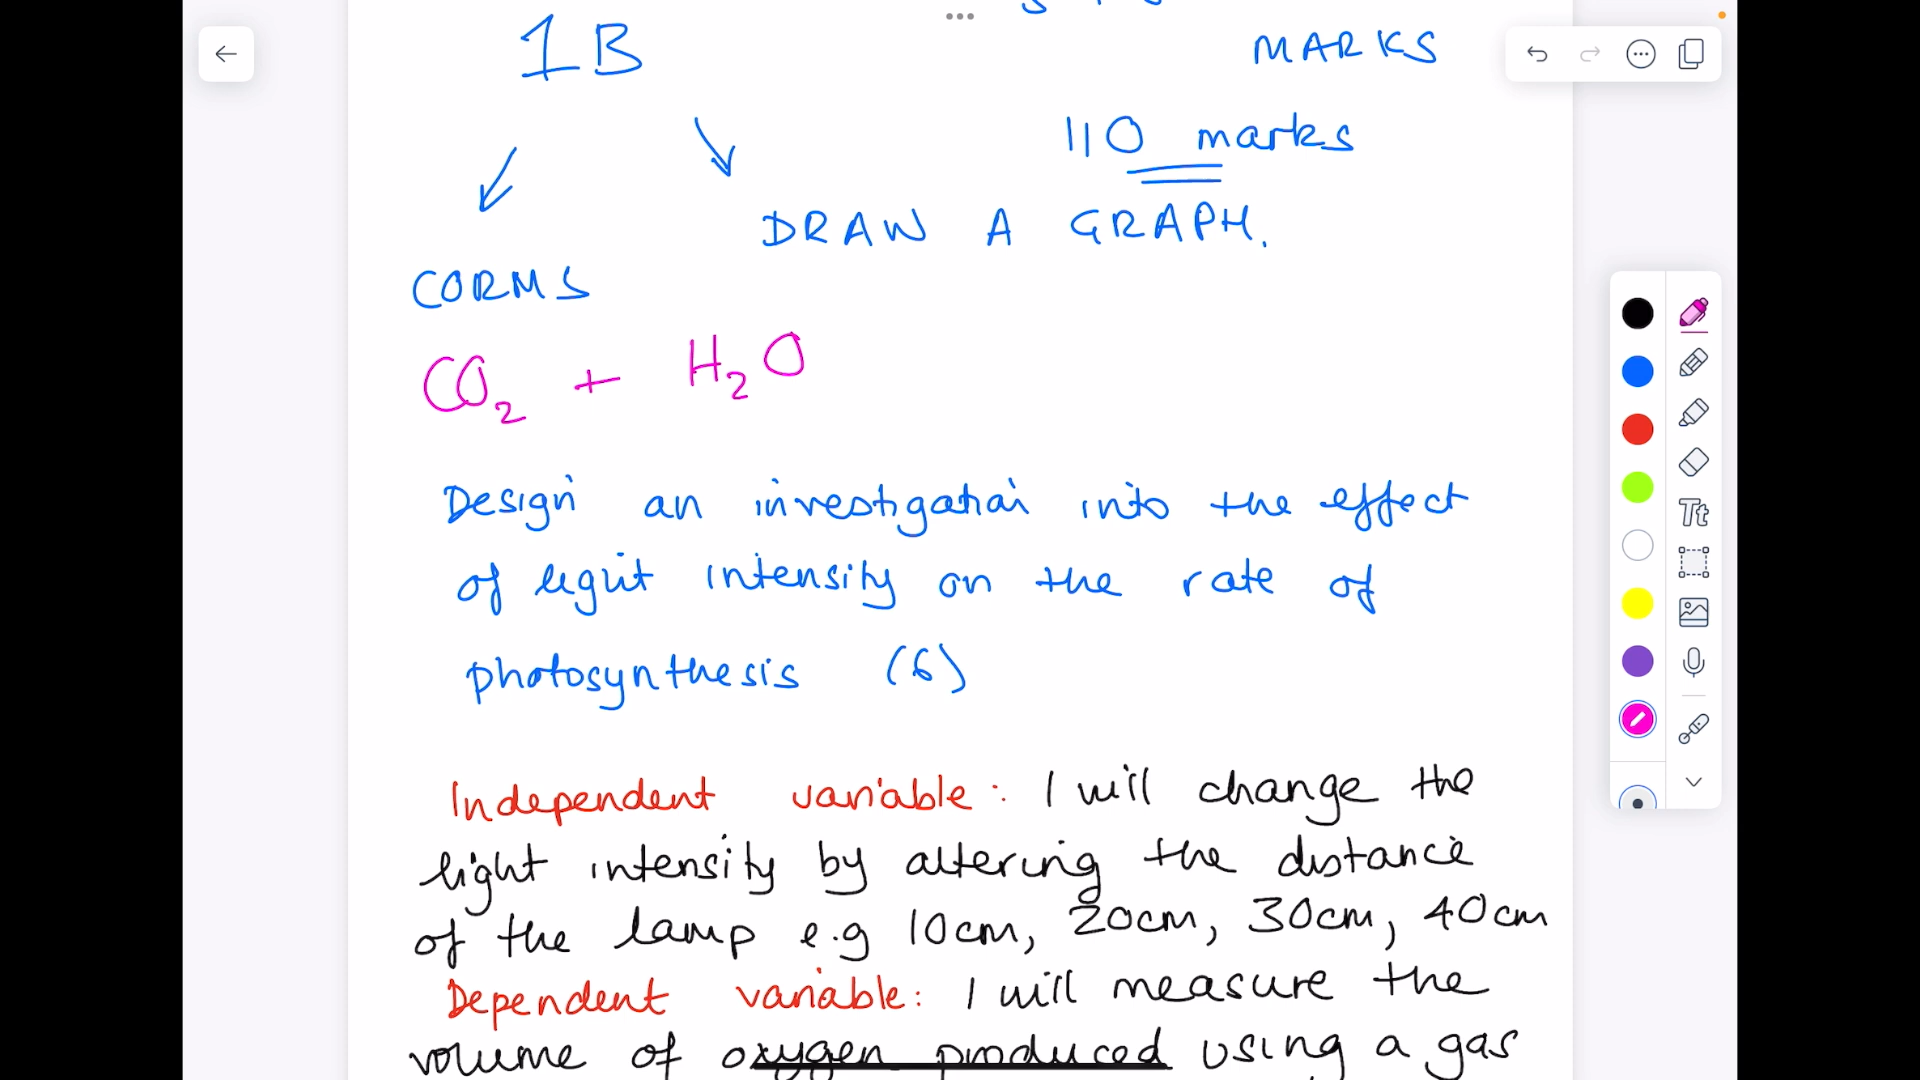 1B
MARKS
110 marks
DRAW A GRAPH.
CORMS
CO₂ + H₂O
Design an investigation into the effect
of light intensity on the rate of
photosynthesis (6)
Independent variable: I will change the
light intensity by altering the distance
of the lamp e.g 10cm, 20cm, 30cm, 40cm
Dependent variable: I will measure the
volume of oxygen produced using a gas
Tt